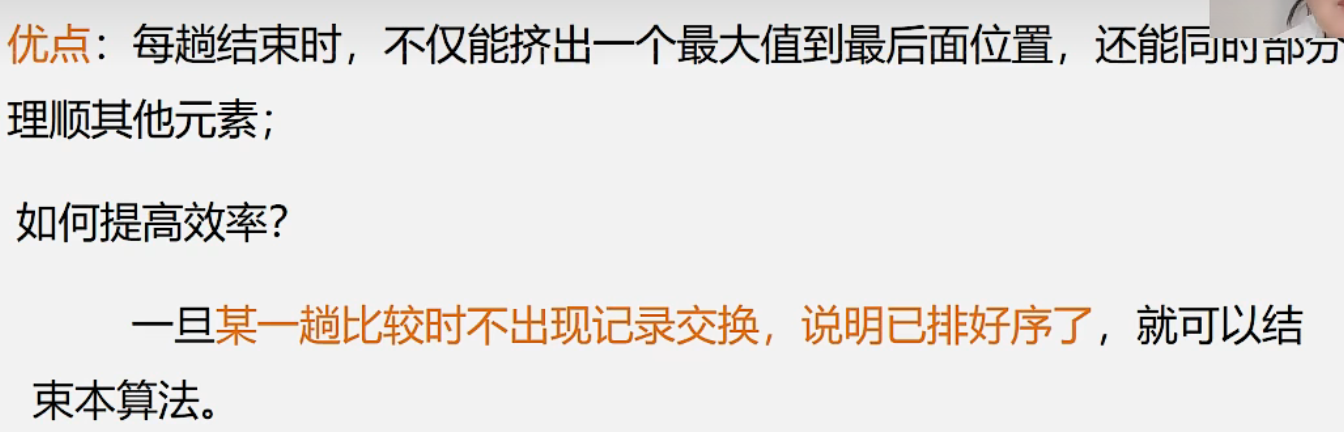 优点：每趟结束时，不仅能挤出一个最大值到最后面位置，还能同时部分
理顺其他元素；
如何提高效率？
一旦某一趟比较时不出现记录交换，说明已排好序了，就可以结
束本算法。